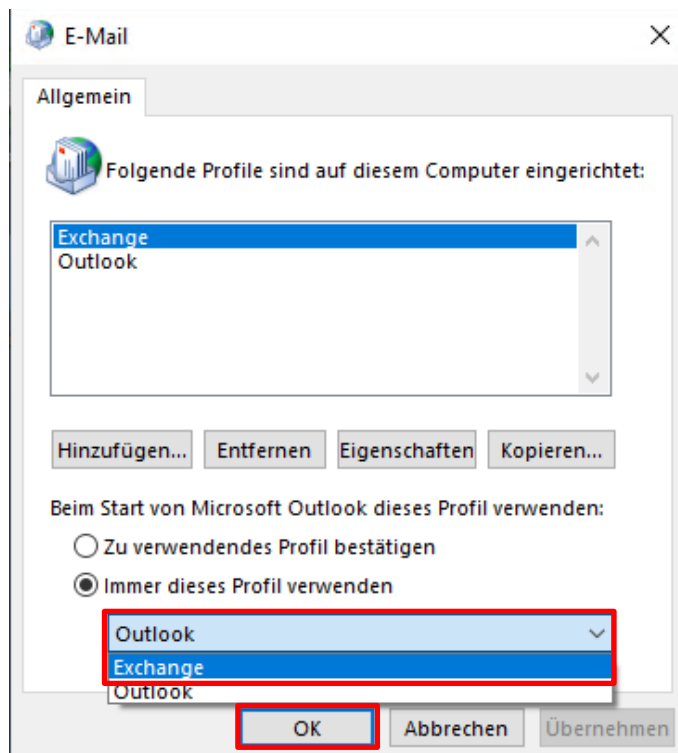 E-Mail
Allgemein
Folgende Profile sind auf diesem Computer eingerichtet:
Exchange
Outlook
Hinzufügen... Entfernen Eigenschaften Kopieren...
Beim Start von Microsoft Outlook dieses Profil verwenden:
Zu verwendendes Profil bestätigen
Immer dieses Profil verwenden
Outlook
Exchange
Outlook
OK Abbrechen Übernehmen